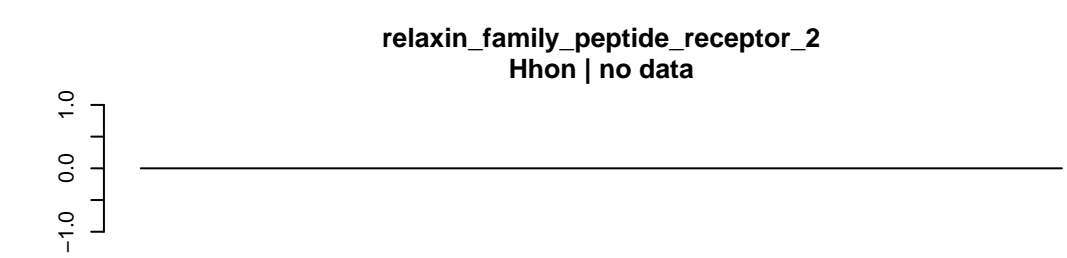 relaxin_family_peptide_receptor_2
Hhon | no data
1.0
0.0
−1.0